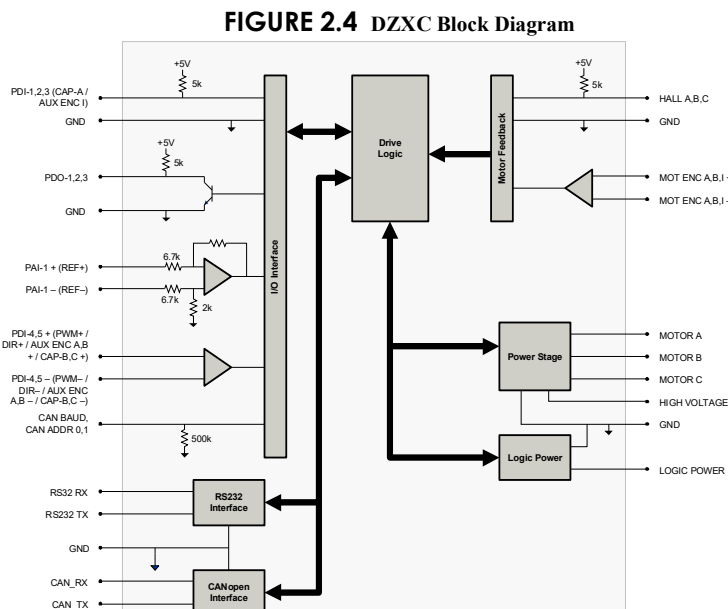 FIGURE 2.4 DZXC Block Diagram
+5V
5k
PDI-1,2,3 (CAP-A /
AUX ENC I)
GND
+5V
5k
PDO-1,2,3
GND
PAI-1 + (REF+)
6.7k
PAI-1 – (REF–)
6.7k
2k
PDI-4,5 + (PWM+ /
DIR+ / AUX ENC A,B
+ / CAP-B,C +)
PDI-4,5 – (PWM– /
DIR– / AUX ENC
A,B – / CAP-B,C –)
CAN BAUD,
CAN ADDR 0,1
500k
I/O Interface
RS32 RX
RS232 TX
RS232
Interface
GND
CAN_RX
CAN_TX
CANopen
Interface
Drive
Logic
Motor Feedback
+5V
5k
HALL A,B,C
GND
MOT ENC A,B,I
MOT ENC A,B,I
Power Stage
MOTOR A
MOTOR B
MOTOR C
HIGH VOLTAGE
GND
Logic Power
LOGIC POWER